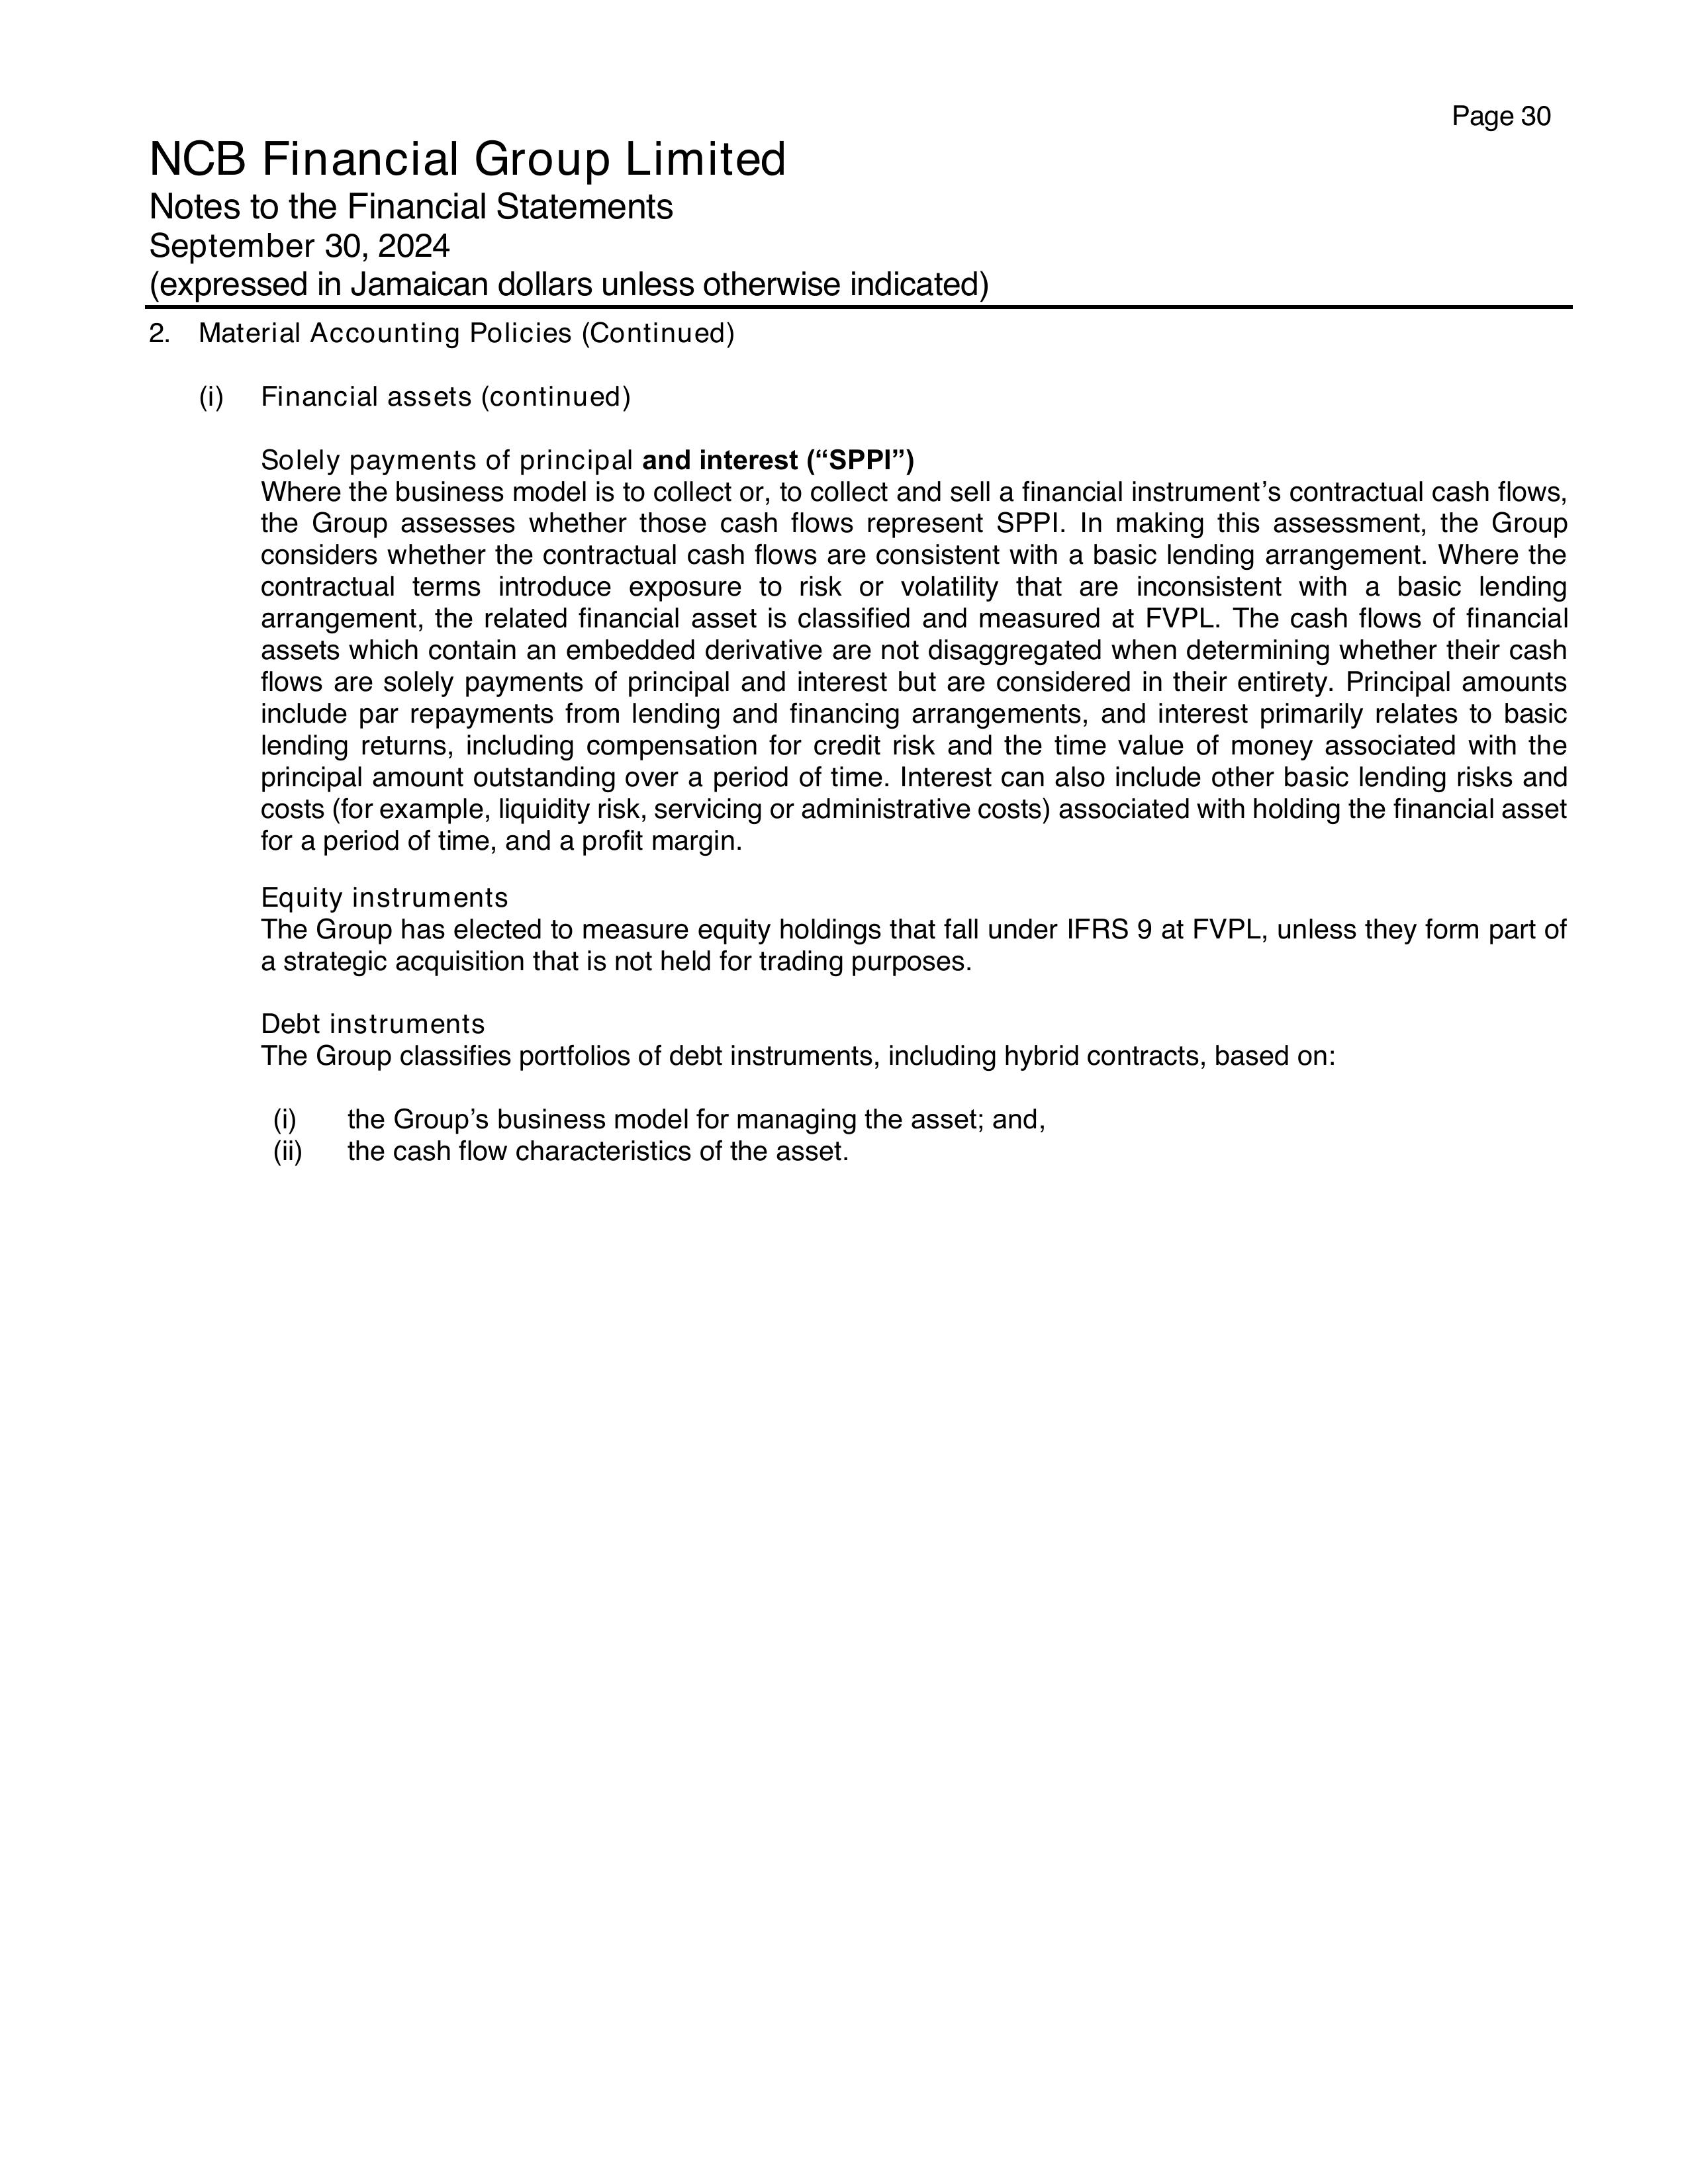 Page 30
NCB Financial Group Limited
Notes to the Financial Statements
September 30, 2024
(expressed in Jamaican dollars unless otherwise indicated)
2. Material Accounting Policies (Continued)
(i) Financial assets (continued)
Solely payments of principal and interest (“SPPI”)
Where the business model is to collect or, to collect and sell a financial instrument’s contractual cash flows,
the Group assesses whether those cash flows represent SPPI. In making this assessment, the Group
considers whether the contractual cash flows are consistent with a basic lending arrangement. Where the
contractual terms introduce exposure to risk or volatility that are inconsistent with a basic lending
arrangement, the related financial asset is classified and measured at FVPL. The cash flows of financial
assets which contain an embedded derivative are not disaggregated when determining whether their cash
flows are solely payments of principal and interest but are considered in their entirety. Principal amounts
include par repayments from lending and financing arrangements, and interest primarily relates to basic
lending returns, including compensation for credit risk and the time value of money associated with the
principal amount outstanding over a period of time. Interest can also include other basic lending risks and
costs (for example, liquidity risk, servicing or administrative costs) associated with holding the financial asset
for a period of time, and a profit margin.
Equity instruments
The Group has elected to measure equity holdings that fall under IFRS 9 at FVPL, unless they form part of
a strategic acquisition that is not held for trading purposes.
Debt instruments
The Group classifies portfolios of debt instruments, including hybrid contracts, based on:
(i) the Group’s business model for managing the asset; and,
(ii) the cash flow characteristics of the asset.